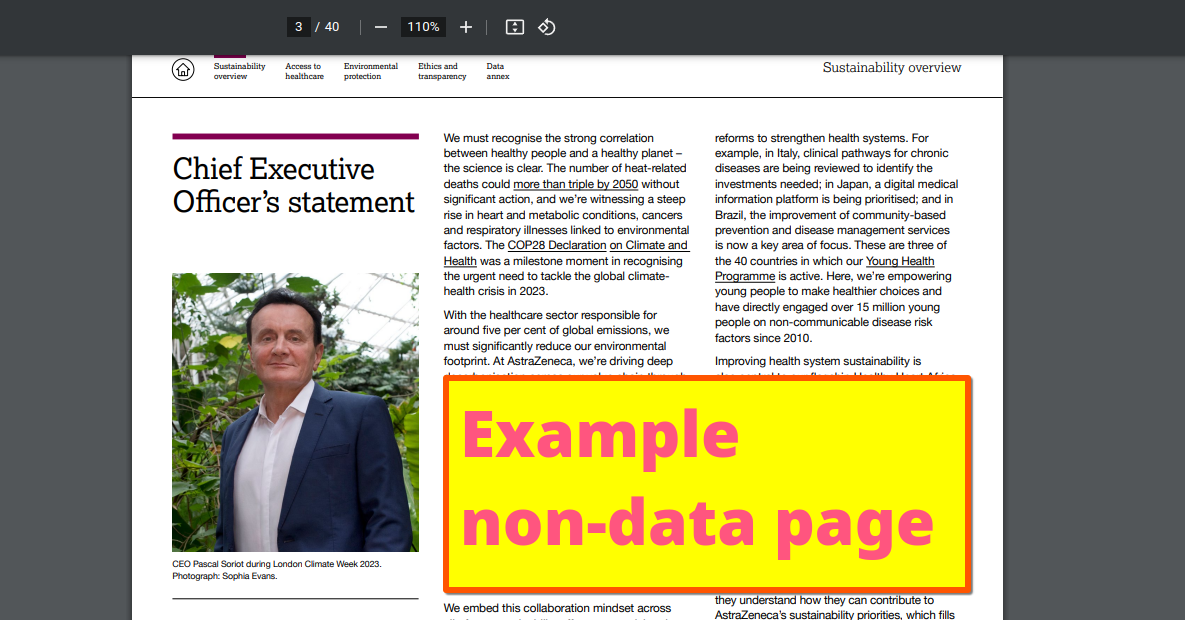 3 / 40 110%
Sustainability overview
Access to healthcare
Environmental protection
Ethics and transparency
Data annex
Sustainability overview
Chief Executive
Officer's statement
CEO Pascal Soriot during London Climate Week 2023.
Photograph: Sophia Evans.
We must recognise the strong correlation
between healthy people and a healthy planet –
the science is clear. The number of heat-related
deaths could more than triple by 2050 without
significant action, and we're witnessing a steep
rise in heart and metabolic conditions, cancers
and respiratory illnesses linked to environmental
factors. The COP28 Declaration on Climate and
Health was a milestone moment in recognising
the urgent need to tackle the global climate-
health crisis in 2023.
With the healthcare sector responsible for
around five per cent of global emissions, we
must significantly reduce our environmental
footprint. At AstraZeneca, we're driving deep
We embed this collaboration mindset across
reforms to strengthen health systems. For
example, in Italy, clinical pathways for chronic
diseases are being reviewed to identify the
investments needed; in Japan, a digital medical
information platform is being prioritised; and in
Brazil, the improvement of community-based
prevention and disease management services
is now a key area of focus. These are three of
the 40 countries in which our Young Health
Programme is active. Here, we're empowering
young people to make healthier choices and
have directly engaged over 15 million young
people on non-communicable disease risk
factors since 2010.
Improving health system sustainability is
they understand how they can contribute to
AstraZeneca's sustainability priorities, which fills
Example
non-data page